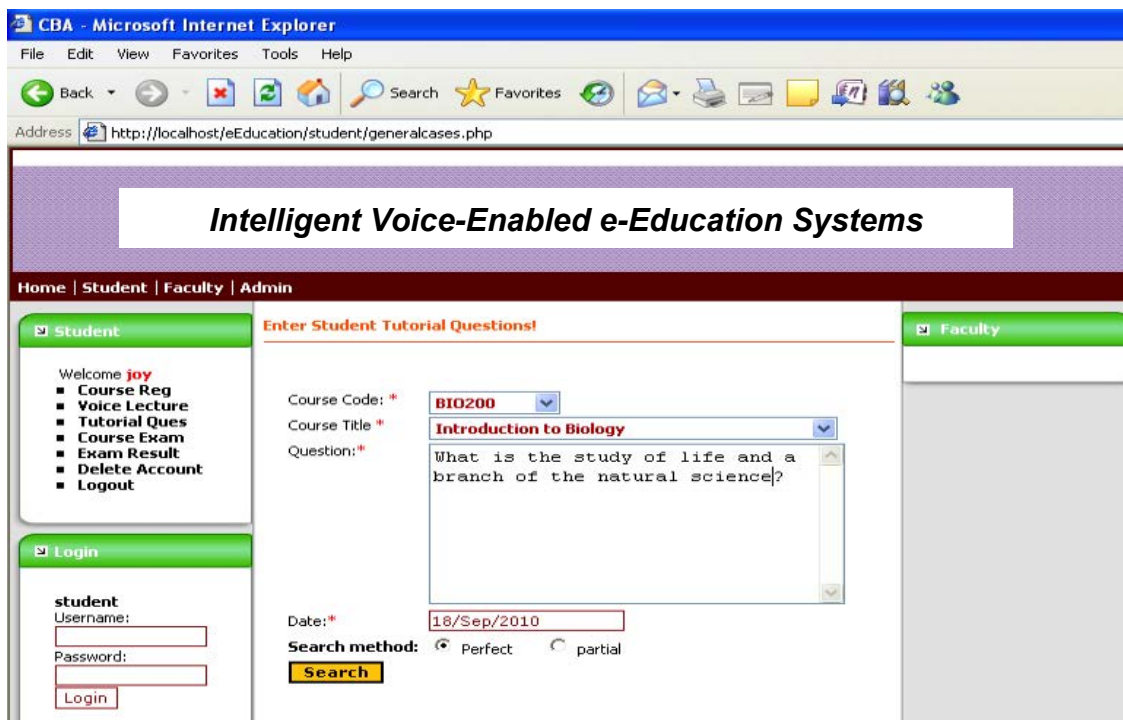 CBA - Microsoft Internet Explorer
File Edit View Favorites Tools Help
Back Search Favorites
Address http://localhost/eEducation/student/generalcases.php
Intelligent Voice-Enabled e-Education Systems
Home | Student | Faculty | Admin
Student
Welcome joy
Course Reg
Voice Lecture
Tutorial Ques
Course Exam
Exam Result
Delete Account
Logout
Login
student
Username:
Password:
Login
Enter Student Tutorial Questions!
Course Code: * BIO200
Course Title * Introduction to Biology
Question:* What is the study of life and a
branch of the natural science?
Date:* 18/Sep/2010
Search method: Perfect partial
Search
Faculty